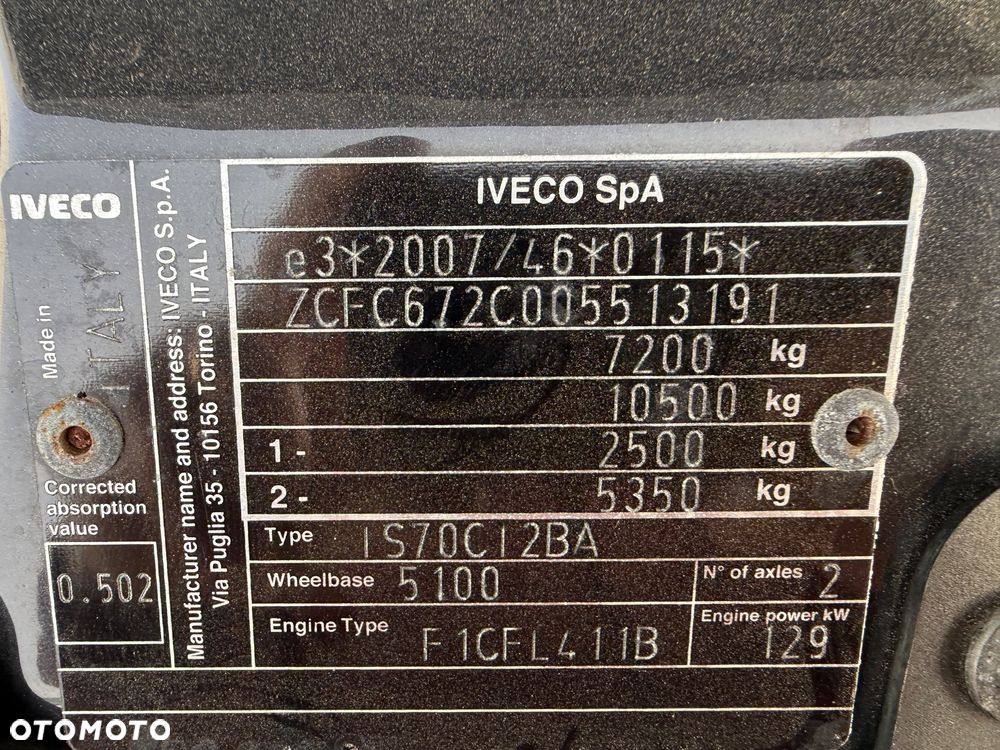 IVECO
Made in
ITALY
Corrected
absorption
value
0.502
Manufacturer name and address: IVECO S.p.A.
Via Puglia 35 - 10156 Torino - ITALY
IVECO SpA
e3*2007/46*0115*
ZCFC672C005513191
7200 kg
10500 kg
1 - 2500 kg
2 - 5350 kg
Type IS70CI2BA
Wheelbase 5100
N° of axles 2
Engine Type F1CFL411B
Engine power kW
129
OTOMOTO